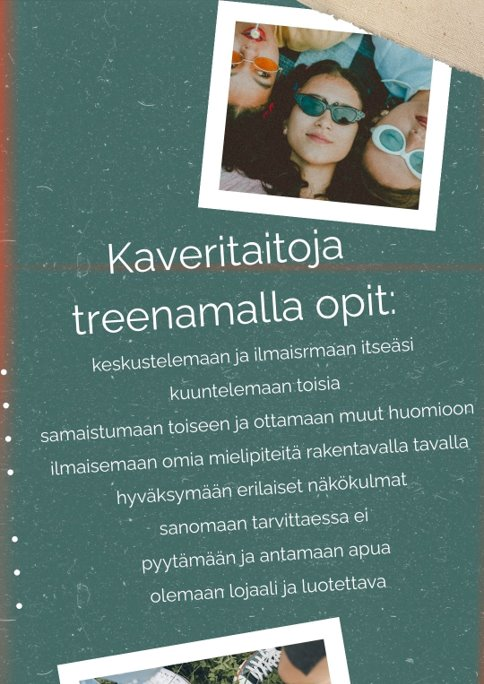 Kaveritaitoja
treenamalla opit:
keskustelemaan ja ilmaisrmaan itseäsi
kuuntelemaan toisia
samaistumaan toiseen ja ottamaan muut huomioon
ilmaisemaan omia mielipiteitä rakentavalla tavalla
hyväksymään erilaiset näkökulmat
sanomaan tarvittaessa ei
pyytämään ja antamaan apua
olemaan lojaali ja luotettava